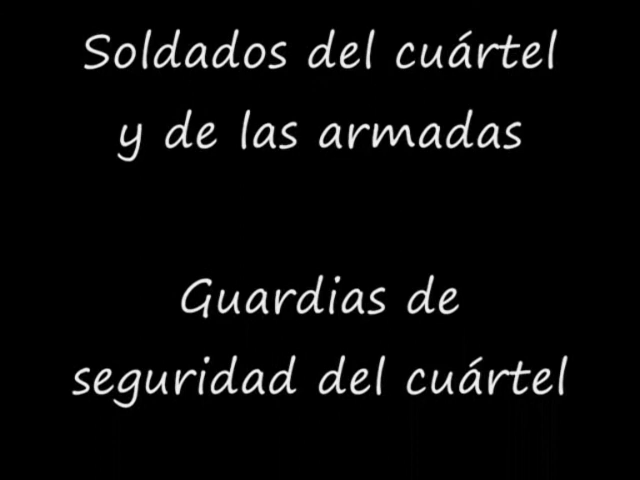 Soldados del cuártel
y de las armadas
Guardias de
seguridad del cuártel